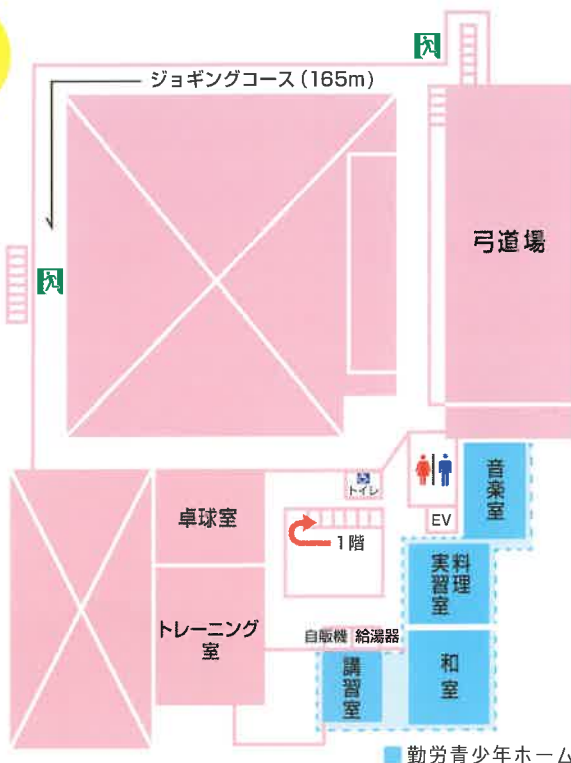 ジョギングコース（165m）
弓道場
音楽室
トイレ
EV
卓球室
1階
料理
実習室
トレーニング
室
自販機
給湯器
講習室
和室
勤労青少年ホーム